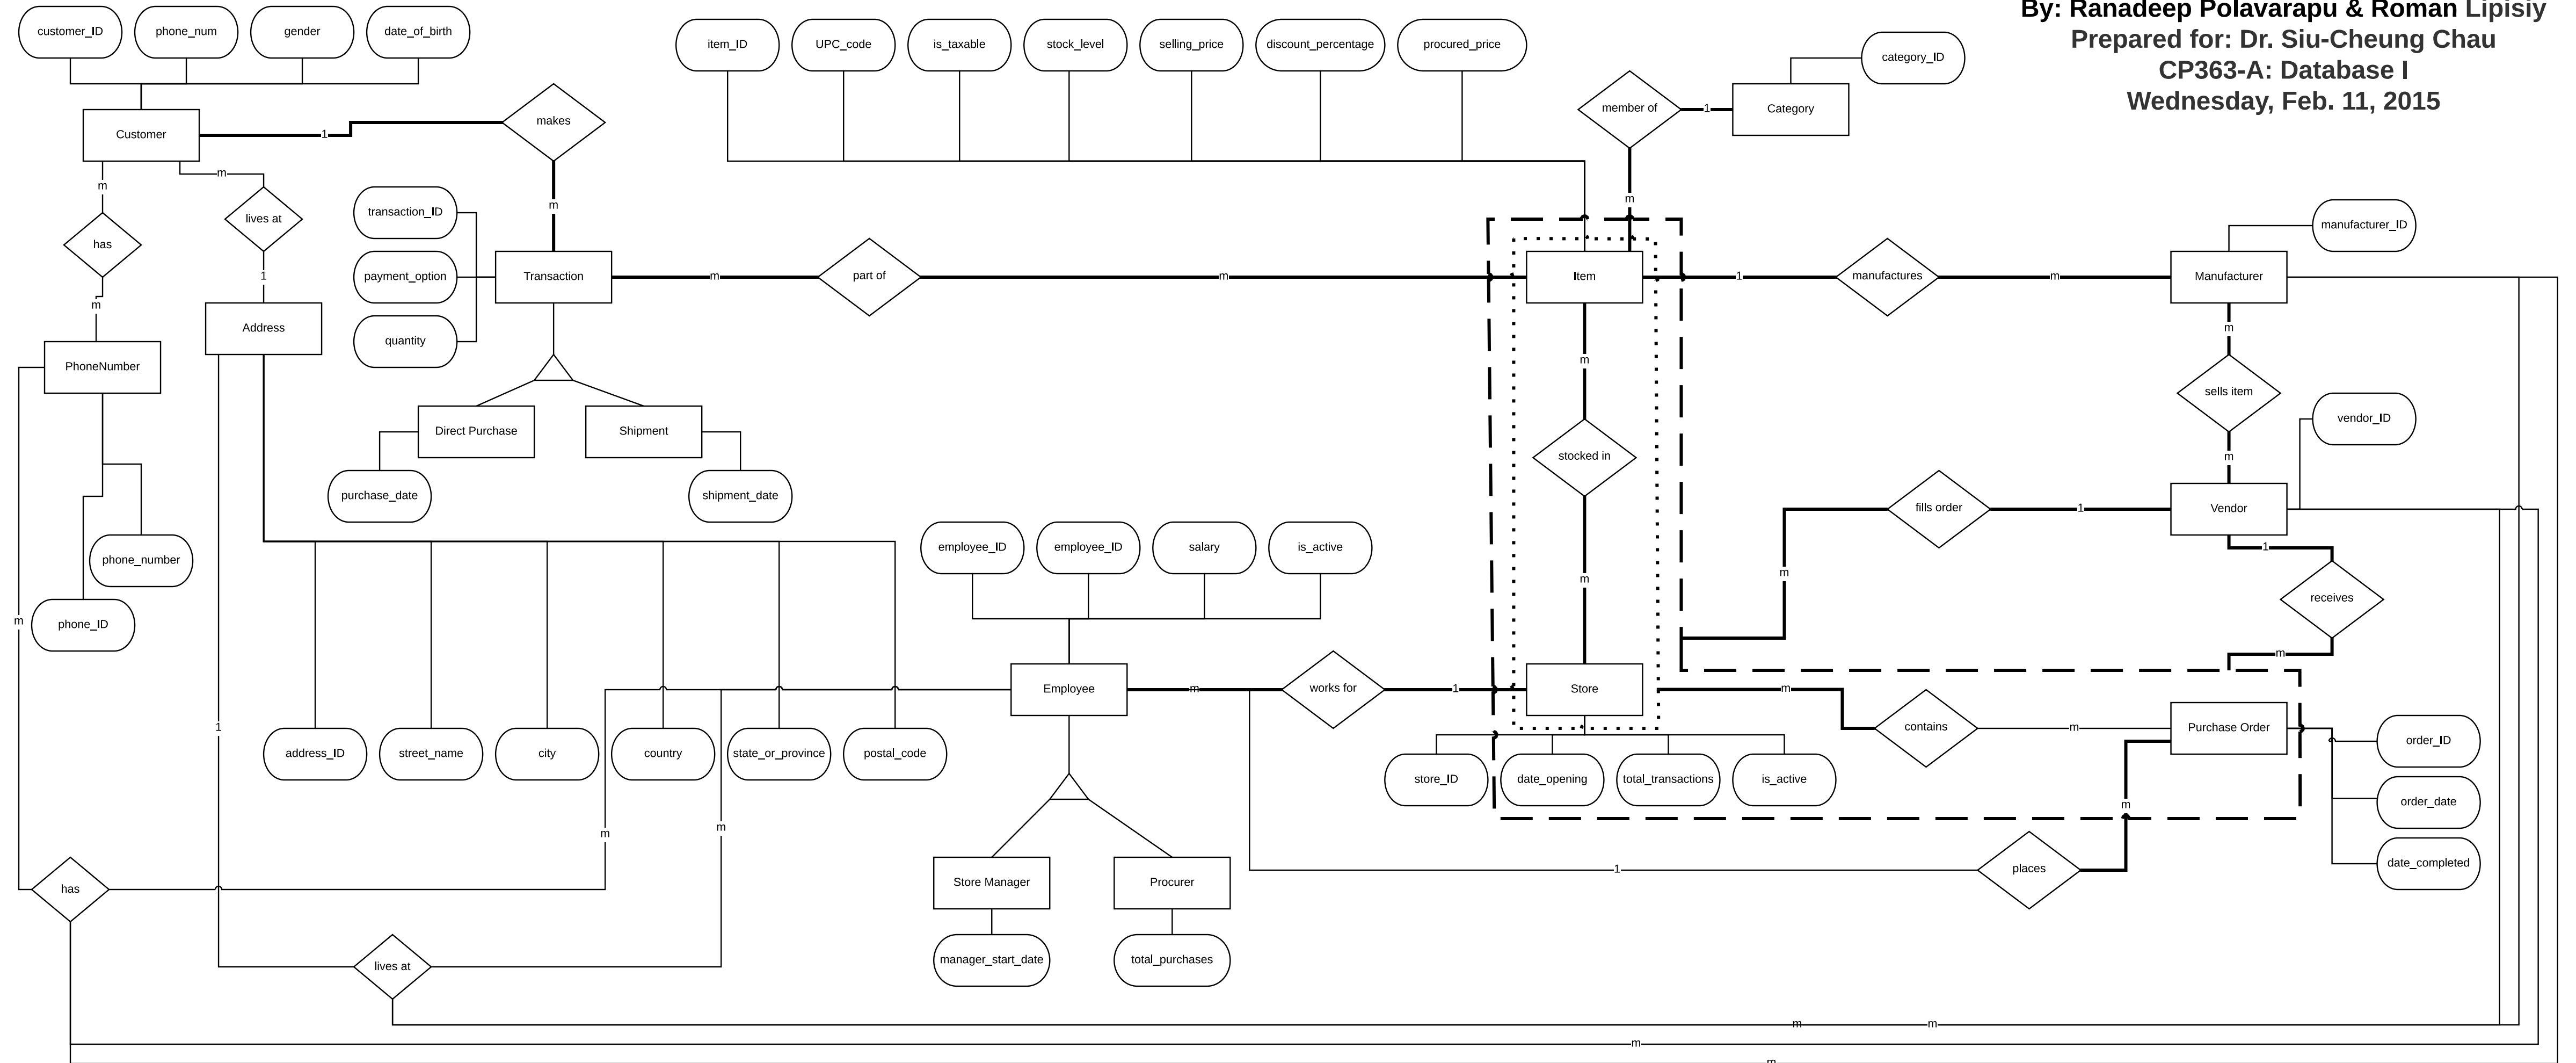 By: Ranadeep Polavarapu & Roman Lipisiy
Prepared for: Dr. Siu-Cheung Chau
CP363-A: Database I
Wednesday, Feb. 11, 2015
customer_ID
phone_num
gender
date_of_birth
item_ID
UPC_code
is_taxable
stock_level
selling_price
discount_percentage
procured_price
category_ID
Customer
1
makes
member of
1
Category
m
m
lives at
has
m
m
transaction_ID
manufacturer_ID
1
payment_option
Transaction
m
part of
m
Item
1
manufactures
m
Manufacturer
m
Address
quantity
m
m
PhoneNumber
sells item
Direct Purchase
Shipment
vendor_ID
stocked in
m
purchase_date
shipment_date
fills order
1
Vendor
1
employee_ID
employee_ID
salary
is_active
phone_number
m
m
receives
m
phone_ID
m
Employee
m
works for
1
Store
m
contains
m
Purchase Order
1
address_ID
street_name
city
country
state_or_province
postal_code
order_ID
store_ID
date_opening
total_transactions
is_active
order_date
m
m
m
date_completed
has
Store Manager
Procurer
1
places
lives at
manager_start_date
total_purchases
m
m
m
m